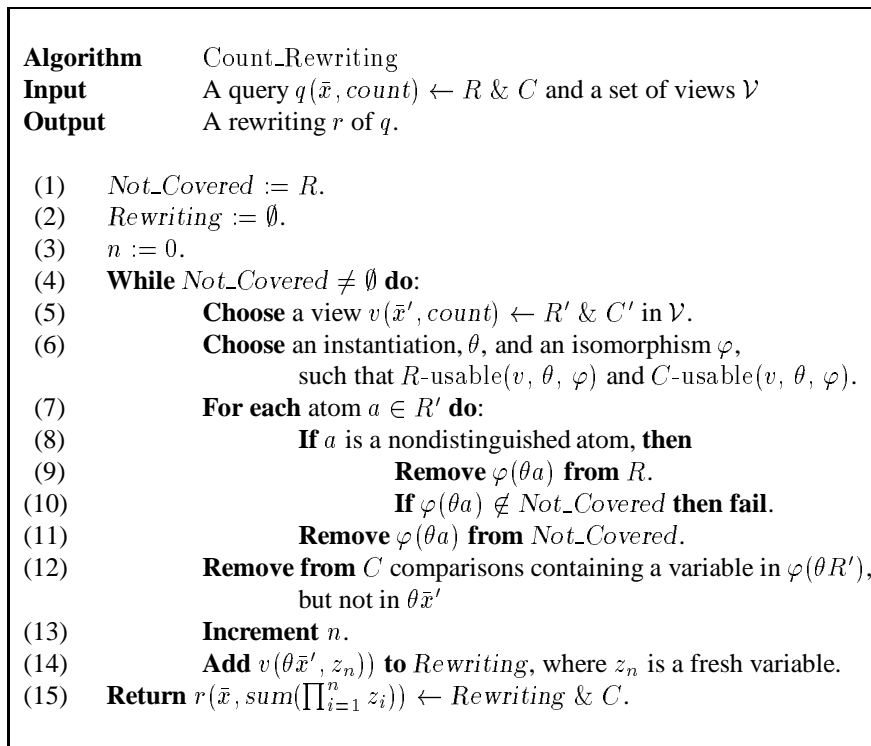 Algorithm Count_Rewriting
Input A query q(x̄, count) ← R & C and a set of views 𝒱
Output A rewriting r of q.
(1) Not_Covered := R.
(2) Rewriting := ∅.
(3) n := 0.
(4) While Not_Covered ≠ ∅ do:
(5) Choose a view v(x̄′, count) ← R′ & C′ in 𝒱.
(6) Choose an instantiation, θ, and an isomorphism φ,
such that R-usable(v, θ, φ) and C-usable(v, θ, φ).
(7) For each atom a ∈ R′ do:
(8) If a is a nondistinguished atom, then
(9) Remove φ(θa) from R.
(10) If φ(θa) ∉ Not_Covered then fail.
(11) Remove φ(θa) from Not_Covered.
(12) Remove from C comparisons containing a variable in φ(θR′),
but not in θx̄′
(13) Increment n.
(14) Add v(θx̄′, zₙ)) to Rewriting, where zₙ is a fresh variable.
(15) Return r(x̄, sum(∏ⁿᵢ₌₁ zᵢ)) ← Rewriting & C.